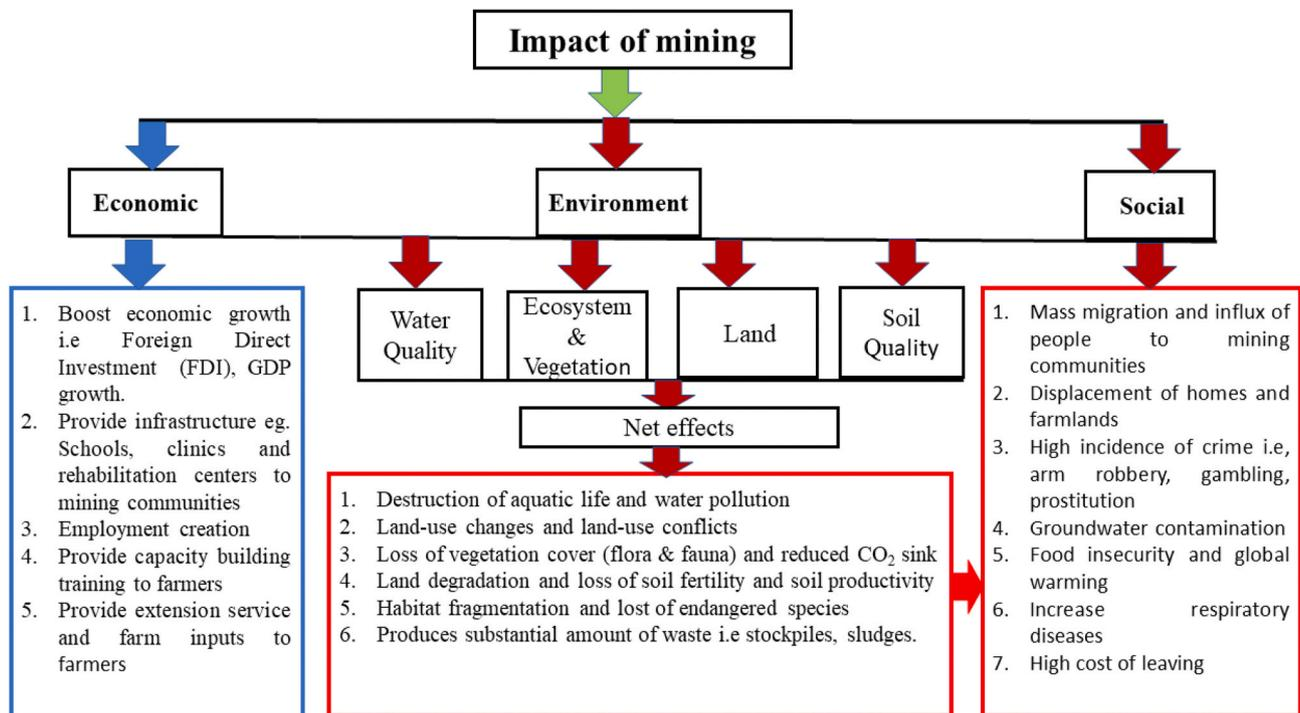 Impact of mining
Economic
Environment
Social
Water
Quality
Ecosystem
&
Vegetation
Land
Soil
Quality
Net effects
1. Boost economic growth
i.e Foreign Direct
Investment (FDI), GDP
growth.
2. Provide infrastructure eg.
Schools, clinics and
rehabilitation centers to
mining communities
3. Employment creation
4. Provide capacity building
training to farmers
5. Provide extension service
and farm inputs to
farmers
1. Destruction of aquatic life and water pollution
2. Land-use changes and land-use conflicts
3. Loss of vegetation cover (flora & fauna) and reduced CO₂ sink
4. Land degradation and loss of soil fertility and soil productivity
5. Habitat fragmentation and lost of endangered species
6. Produces substantial amount of waste i.e stockpiles, sludges.
1. Mass migration and influx of
people to mining
communities
2. Displacement of homes and
farmlands
3. High incidence of crime i.e,
arm robbery, gambling,
prostitution
4. Groundwater contamination
5. Food insecurity and global
warming
6. Increase respiratory
diseases
7. High cost of leaving